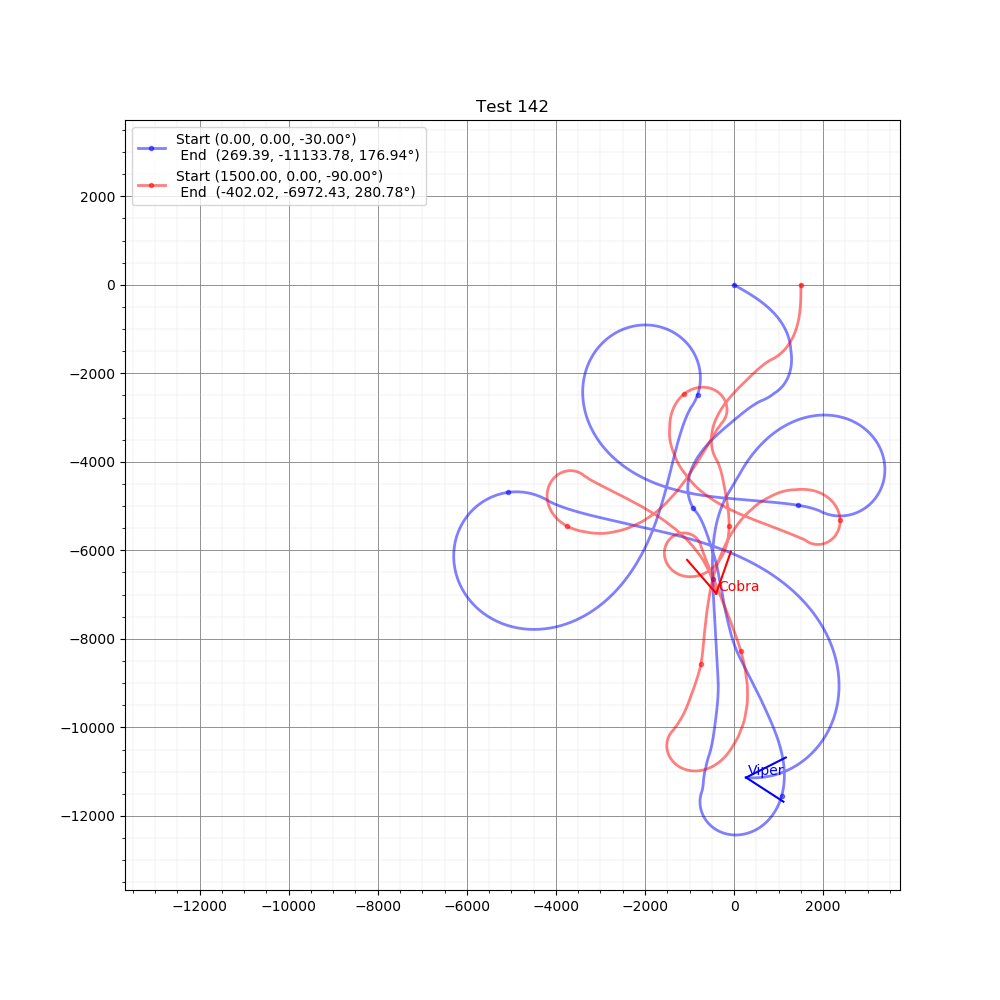 Test 142
Start (0.00, 0.00, -30.00°)
End (269.39, -11133.78, 176.94°)
Start (1500.00, 0.00, -90.00°)
End (-402.02, -6972.43, 280.78°)
2000
0
−2000
−4000
−6000
Cobra
−8000
−10000
Viper
−12000
−12000 −10000 −8000 −6000 −4000 −2000 0 2000